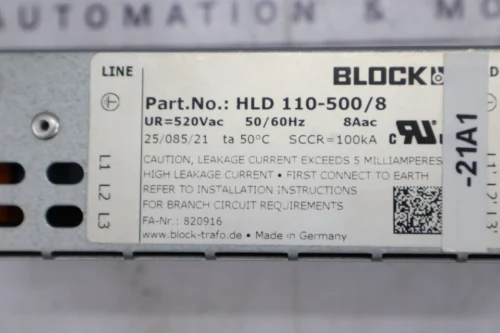 AUTOMATION & MO
LINE
BLOCK
Part.No.: HLD 110-500/8
UR=520Vac 50/60Hz 8Aac
25/085/21 ta 50°C SCCR=100kA
CAUTION, LEAKAGE CURRENT EXCEEDS 5 MILLIAMPERES
HIGH LEAKAGE CURRENT • FIRST CONNECT TO EARTH
REFER TO INSTALLATION INSTRUCTIONS
FOR BRANCH CIRCUIT REQUIREMENTS
FA-Nr.: 820916
www.block-trafo.de • Made in Germany
L1
L2
L3
-21A1
L1'
L2'
L3'